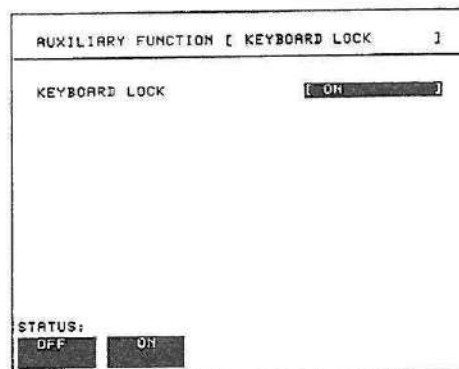 AUXILIARY FUNCTION [ KEYBOARD LOCK ]
KEYBOARD LOCK [ ON ]
STATUS:
OFF ON